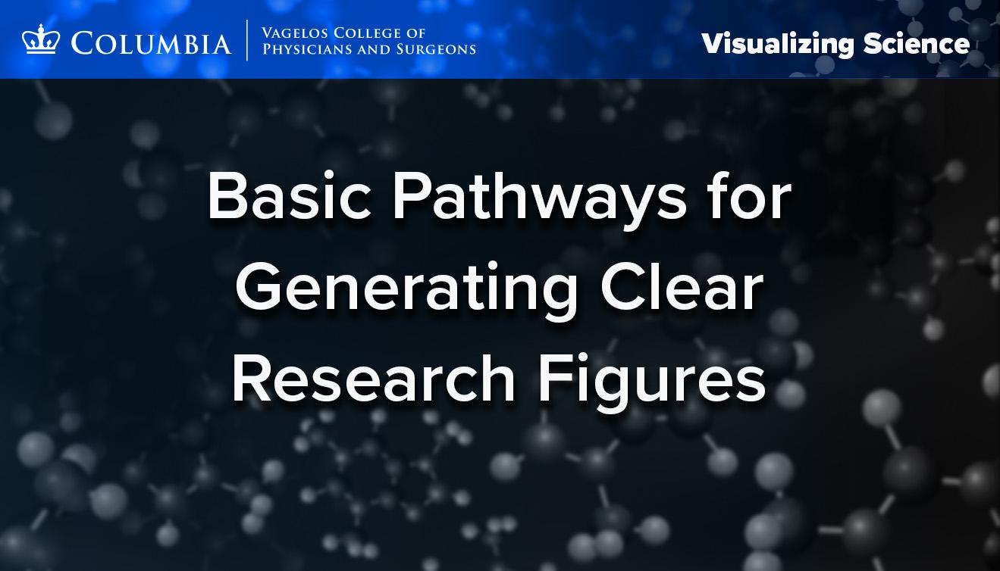 COLUMBIA
VAGELOS COLLEGE OF
PHYSICIANS AND SURGEONS
Visualizing Science
Basic Pathways for
Generating Clear
Research Figures